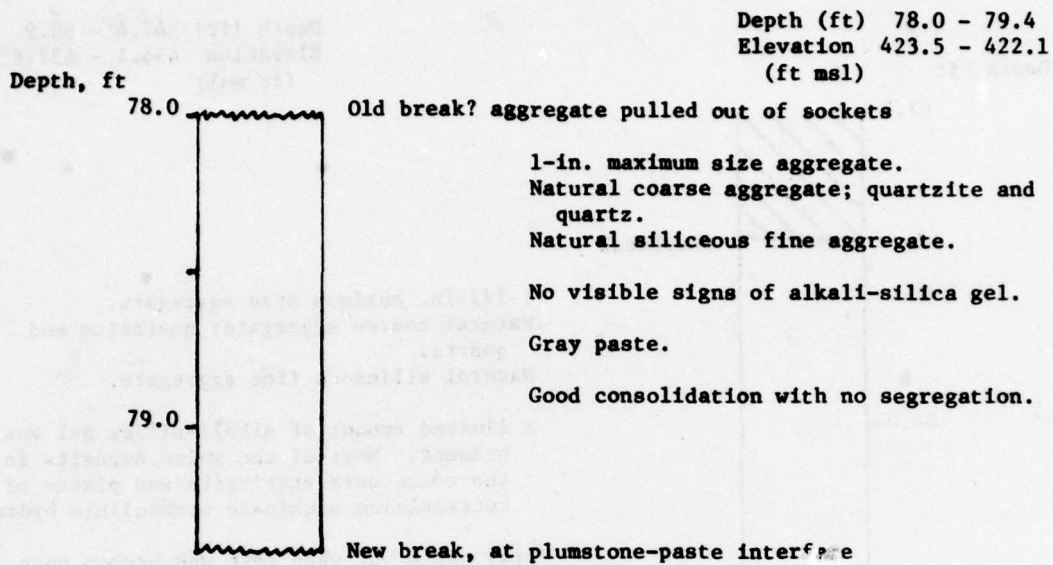 Depth (ft) 78.0 - 79.4
Elevation 423.5 - 422.1
(ft msl)
Depth, ft
78.0
Old break? aggregate pulled out of sockets
1-in. maximum size aggregate.
Natural coarse aggregate; quartzite and
quartz.
Natural siliceous fine aggregate.
No visible signs of alkali-silica gel.
Gray paste.
Good consolidation with no segregation.
79.0
New break, at plumstone-paste interface